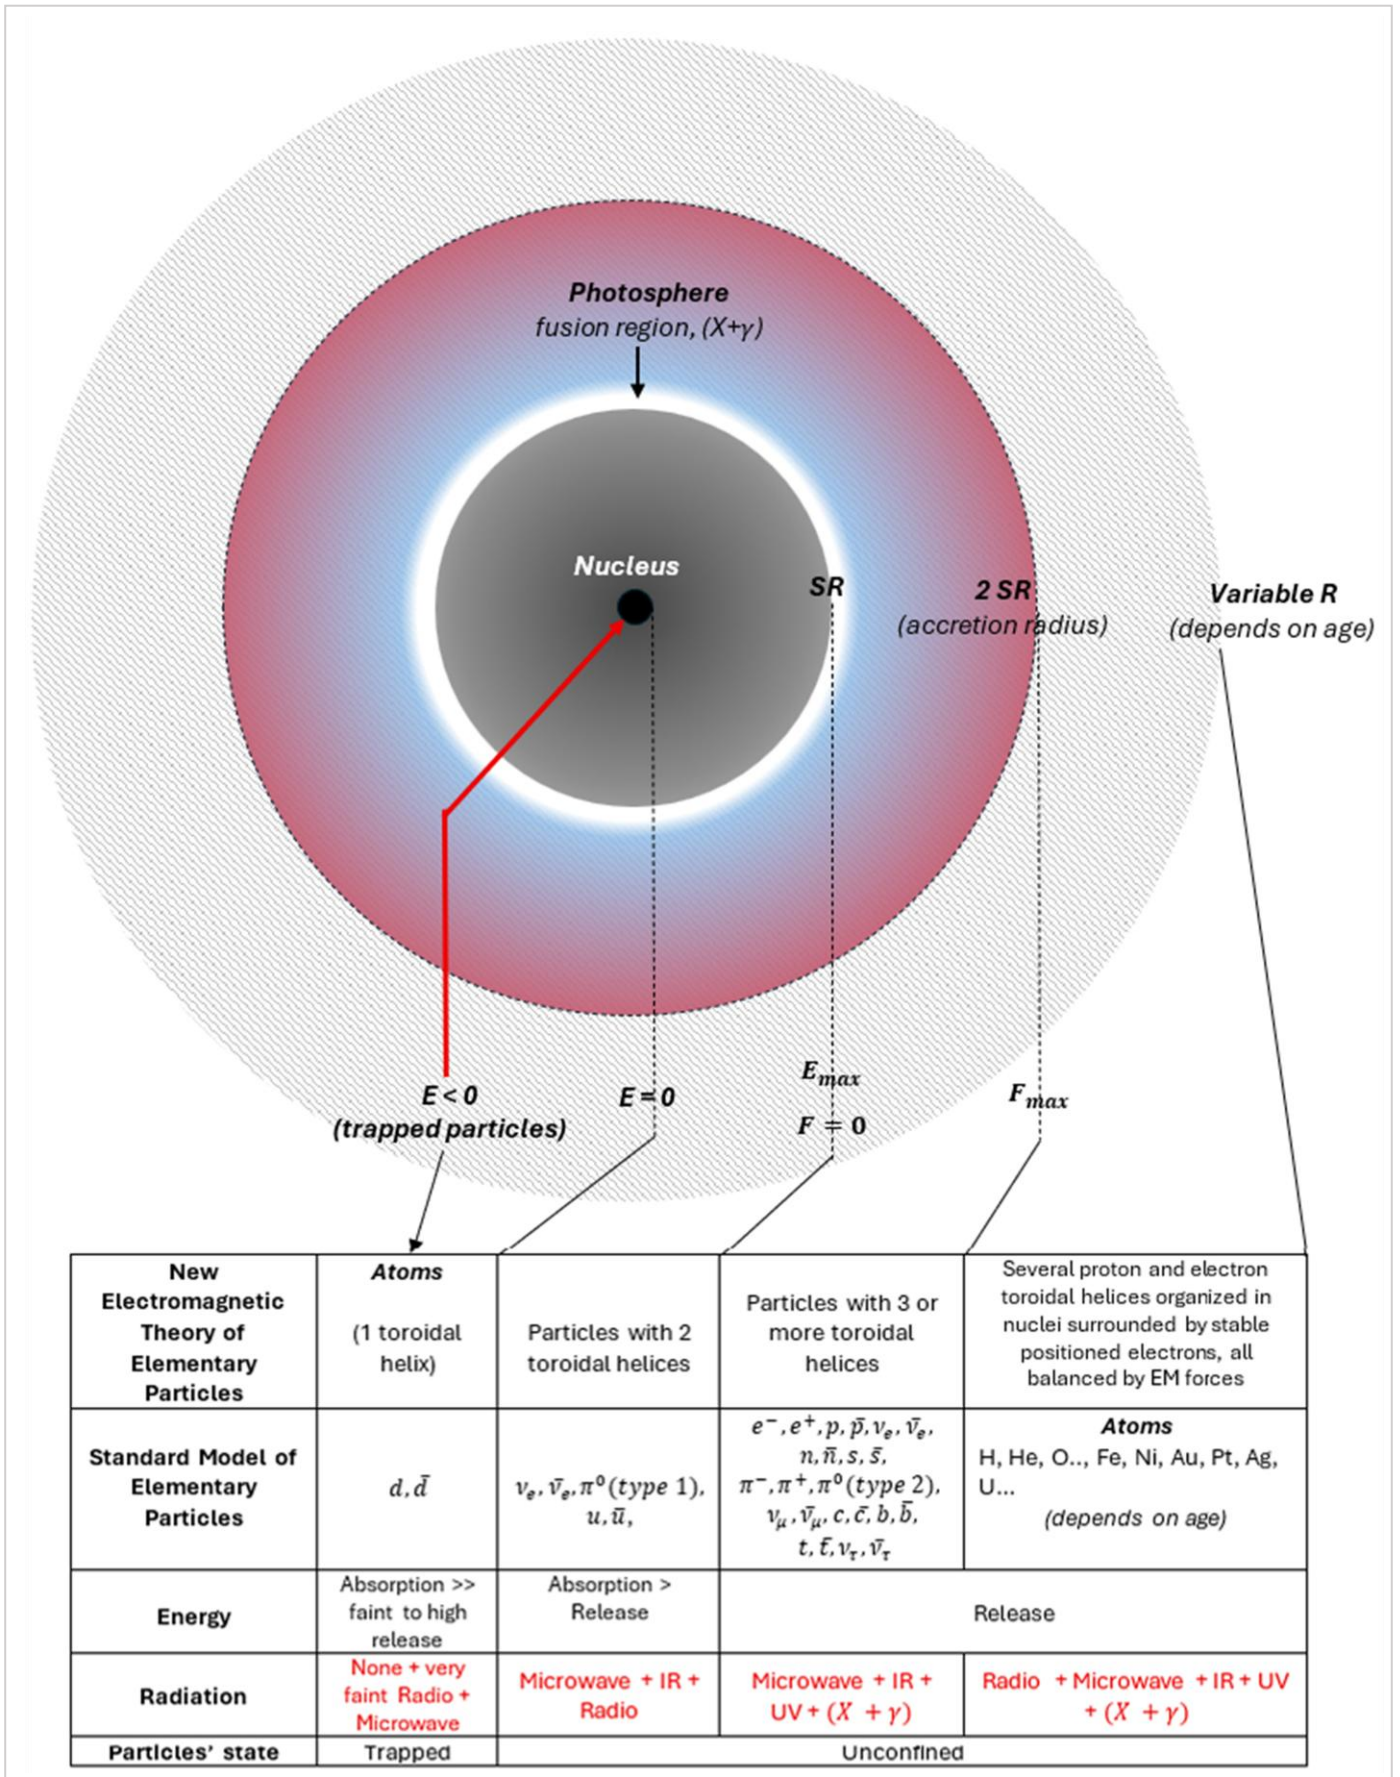 Photosphere
fusion region, (X+γ)
Nucleus
SR
2 SR
(accretion radius)
Variable R
(depends on age)
E < 0
(trapped particles)
E = 0
E_max
F = 0
F_max
New
Electromagnetic
Theory of
Elementary
Particles
Atoms
(1 toroidal
helix)
Particles with 2
toroidal helices
Particles with 3 or
more toroidal
helices
Several proton and electron
toroidal helices organized in
nuclei surrounded by stable
positioned electrons, all
balanced by EM forces
Standard Model of
Elementary
Particles
d, d̄
ν_e, ν̄_e, π⁰(type 1),
u, ū,
e⁻, e⁺, p, p̄, ν_e, ν̄_e,
n, n̄, s, s̄,
π⁻, π⁺, π⁰(type 2),
ν_μ, ν̄_μ, c, c̄, b, b̄,
t, t̄, ν_τ, ν̄_τ
Atoms
H, He, O.., Fe, Ni, Au, Pt, Ag,
U...
(depends on age)
Energy
Absorption >>
faint to high
release
Absorption >
Release
Release
Radiation
None + very
faint Radio +
Microwave
Microwave + IR +
Radio
Microwave + IR +
UV + (X + γ)
Radio + Microwave + IR + UV
+ (X + γ)
Particles' state
Trapped
Unconfined